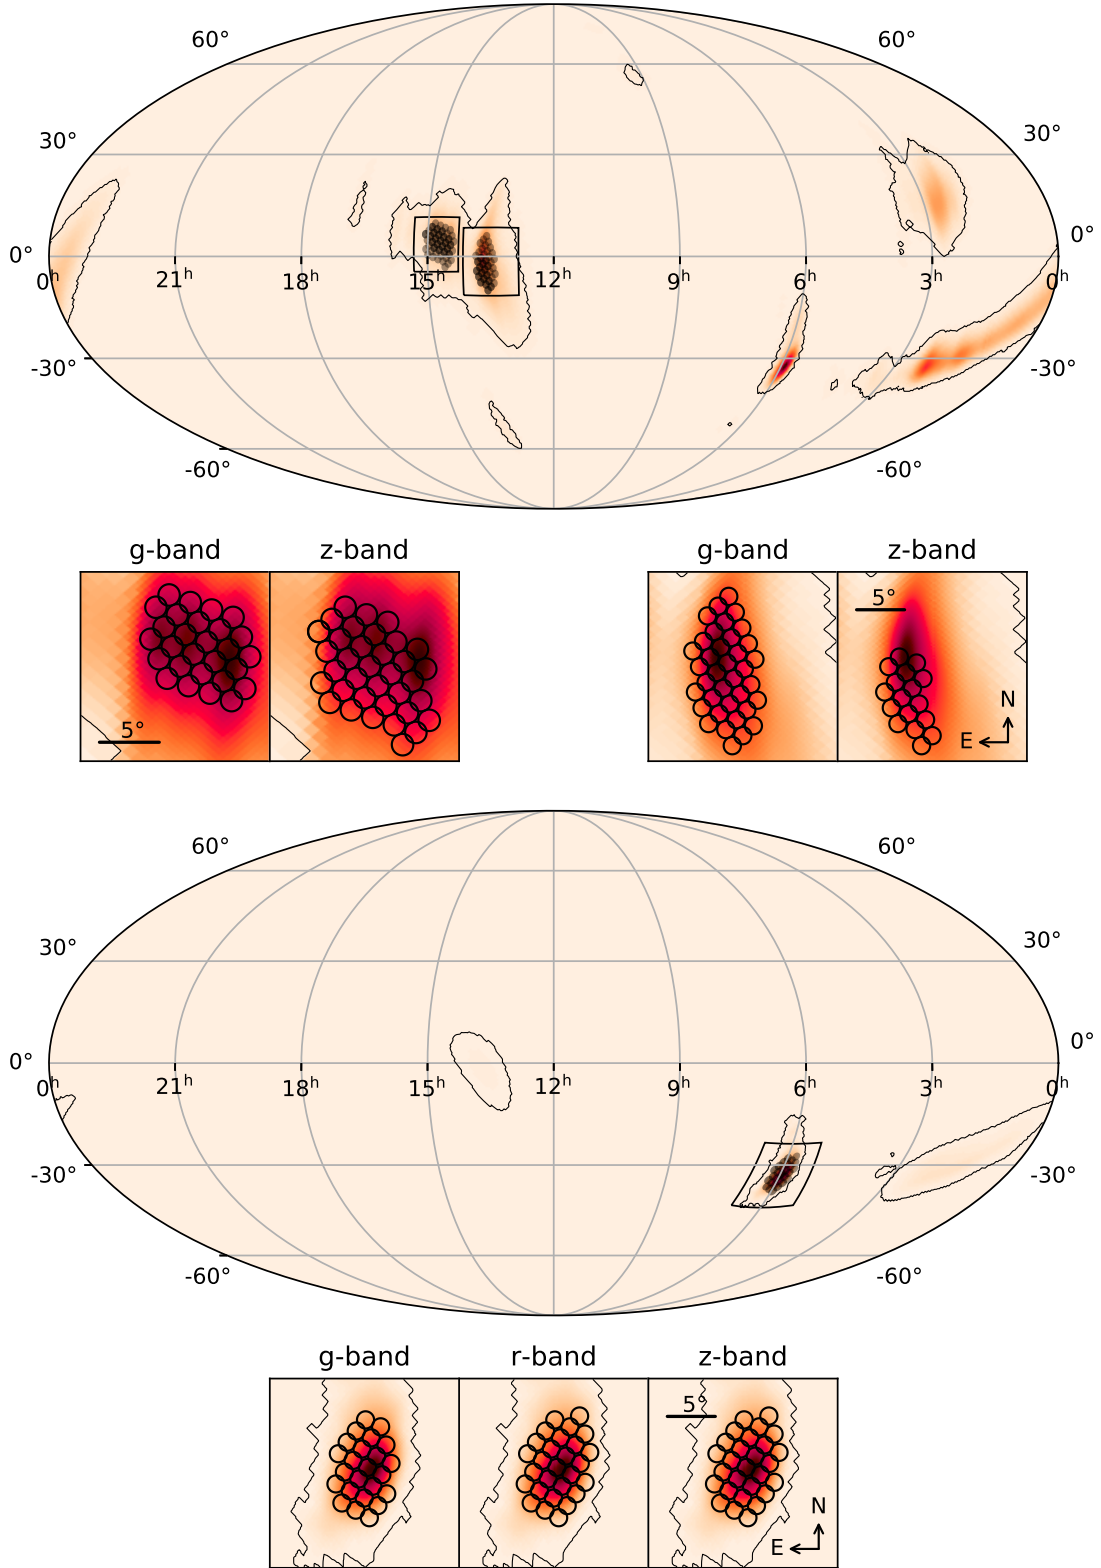 60° 60°
30° 30°
0° 0°
0ʰ 21ʰ 18ʰ 15ʰ 12ʰ 9ʰ 6ʰ 3ʰ 0ʰ
-30° -30°
-60° -60°
g-band z-band g-band z-band
5°
5°
N
E
60° 60°
30° 30°
0° 0°
0ʰ 21ʰ 18ʰ 15ʰ 12ʰ 9ʰ 6ʰ 3ʰ 0ʰ
-30° -30°
-60° -60°
g-band r-band z-band
5°
N
E